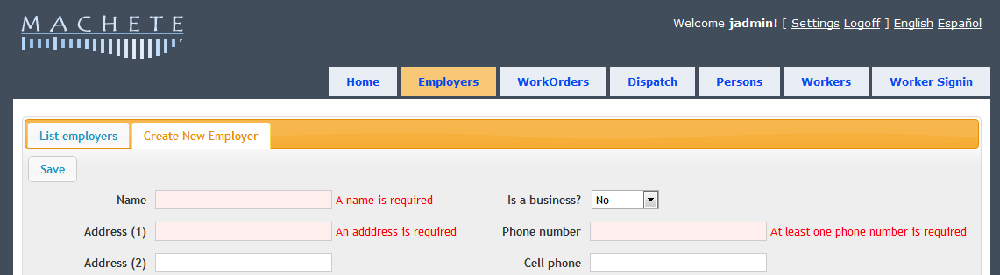 MACHETE
Welcome jadmin! [ Settings Logoff ] English Español
Home Employers WorkOrders Dispatch Persons Workers Worker Signin
List employers Create New Employer
Save
Name A name is required Is a business? No
Address (1) An adddress is required Phone number At least one phone number is required
Address (2) Cell phone